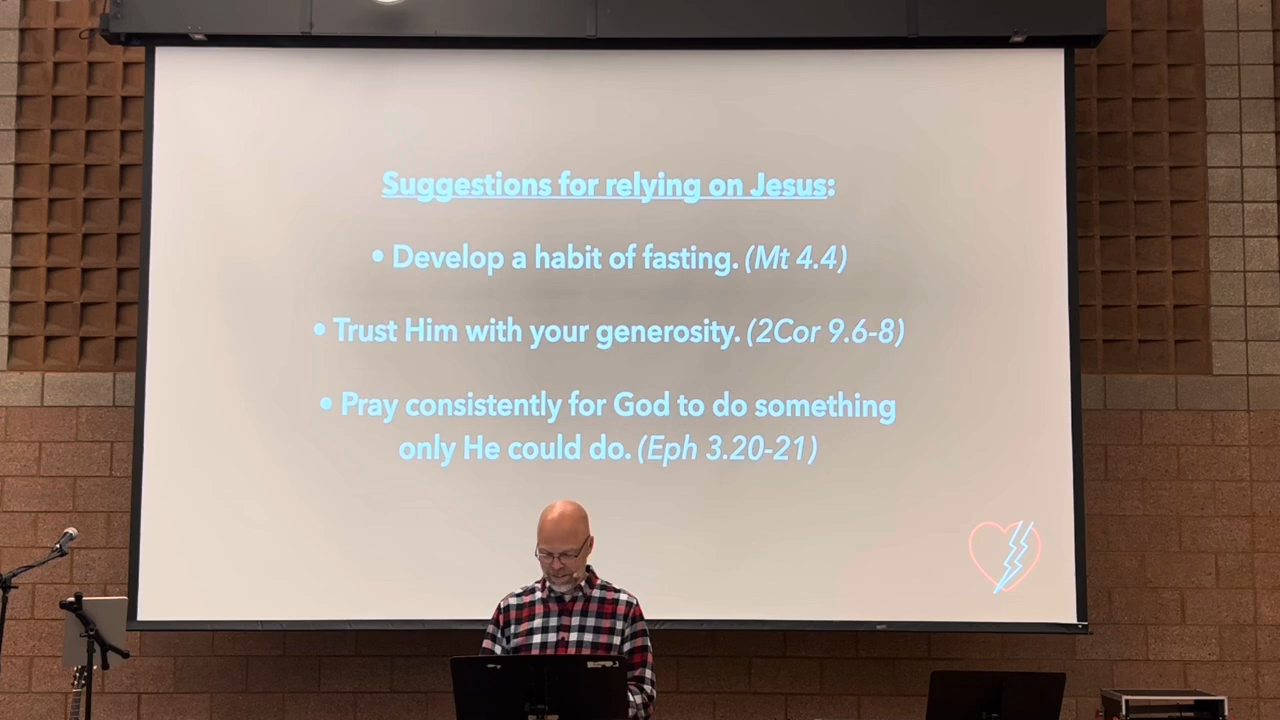 Suggestions for relying on Jesus:
• Develop a habit of fasting. (Mt 4.4)
• Trust Him with your generosity. (2Cor 9.6-8)
• Pray consistently for God to do something
only He could do. (Eph 3.20-21)